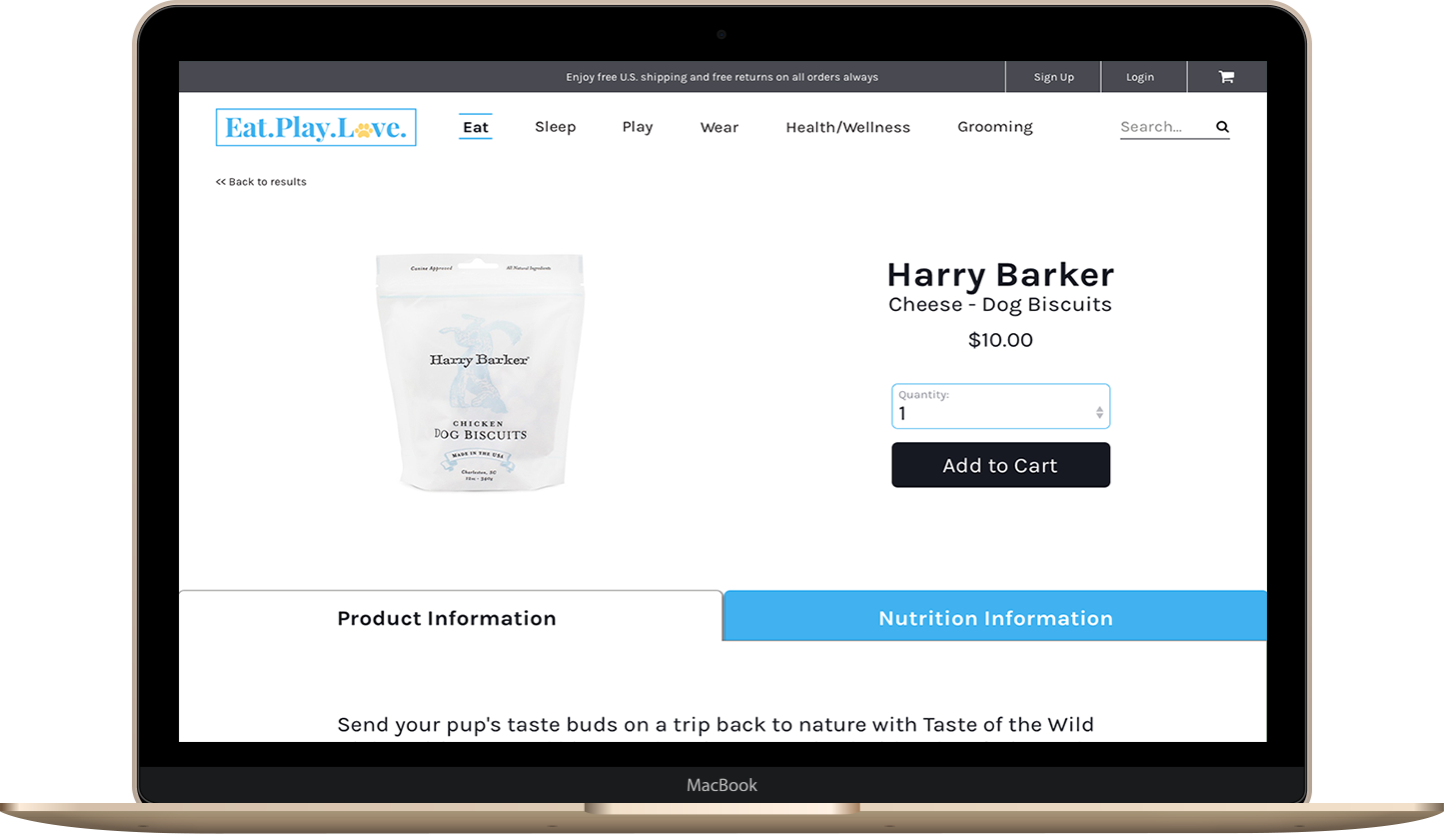 Enjoy free U.S. shipping and free returns on all orders always
Sign Up
Login
Eat.Play.Love.
Eat
Sleep
Play
Wear
Health/Wellness
Grooming
Search...
<< Back to results
Canine Approved
All Natural Ingredients
Harry Barker
CHICKEN
DOG BISCUITS
MADE IN THE USA
Charleston, SC
Harry Barker
Cheese - Dog Biscuits
$10.00
Quantity:
1
Add to Cart
Product Information
Nutrition Information
Send your pup's taste buds on a trip back to nature with Taste of the Wild
MacBook